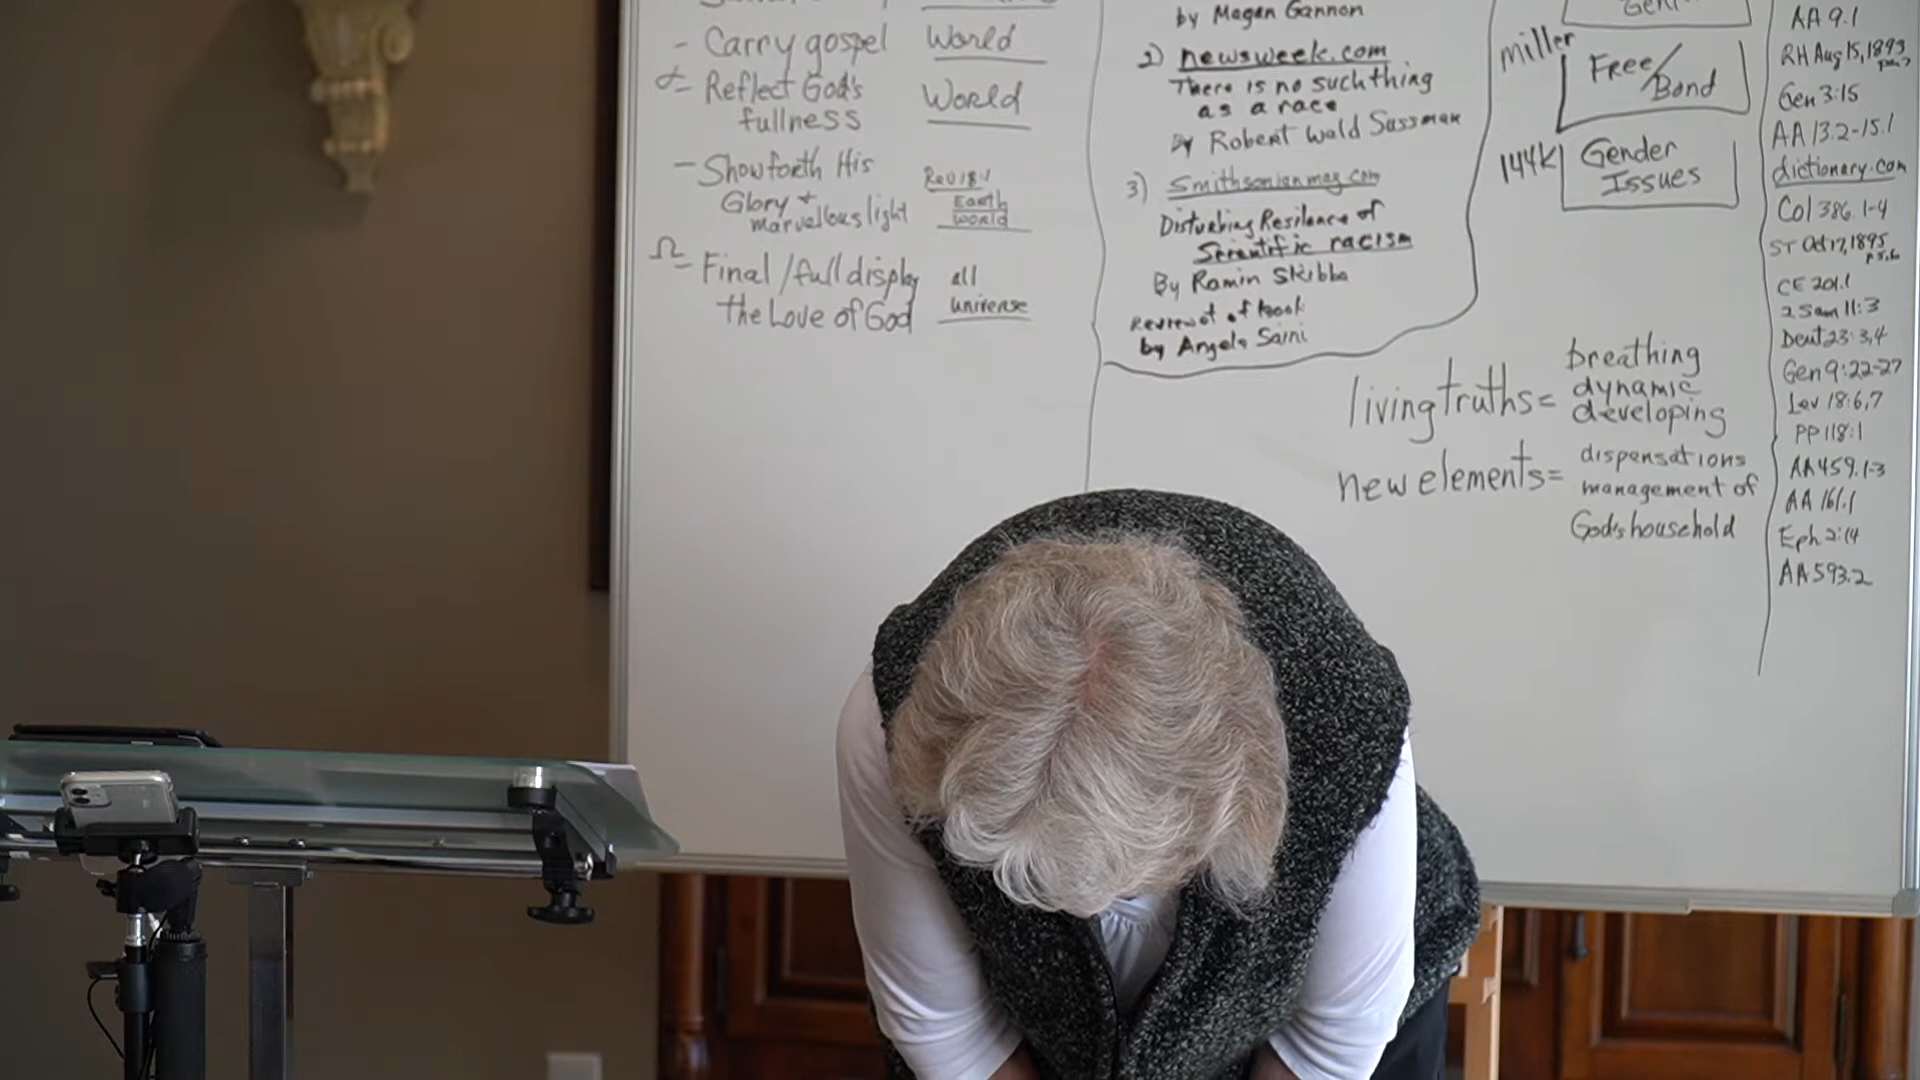 - Carry gospel World
α- Reflect God's World
fullness
- Show forth His Rev 18:1
Glory + Earth
marvellous light world
Ω- Final/full display all
the Love of God universe
by Megan Gannon
2) newsweek.com
There is no such thing
as a race
By Robert Wald Sussman
3) Smithsonianmag.com
Disturbing Resilance of
Scientific racism
By Ramin Skibba
Review of book
by Angela Saini
miller
Free/Bond
144K
Gender
Issues
living truths = breathing
dynamic
developing
new elements = dispensations
management of
God's household
AA 9.1
RH Aug 15, 1893
Gen 3:15
AA 13.2-15.1
dictionary.com
Col 386.1-4
ST Oct 17, 1895
p 5,6
CE 201.1
2 Sam 11:3
Deut 23:3,4
Gen 9:22-27
Lev 18:6,7
PP 118:1
AA 459.1-3
AA 161.1
Eph 2:14
AA 593.2